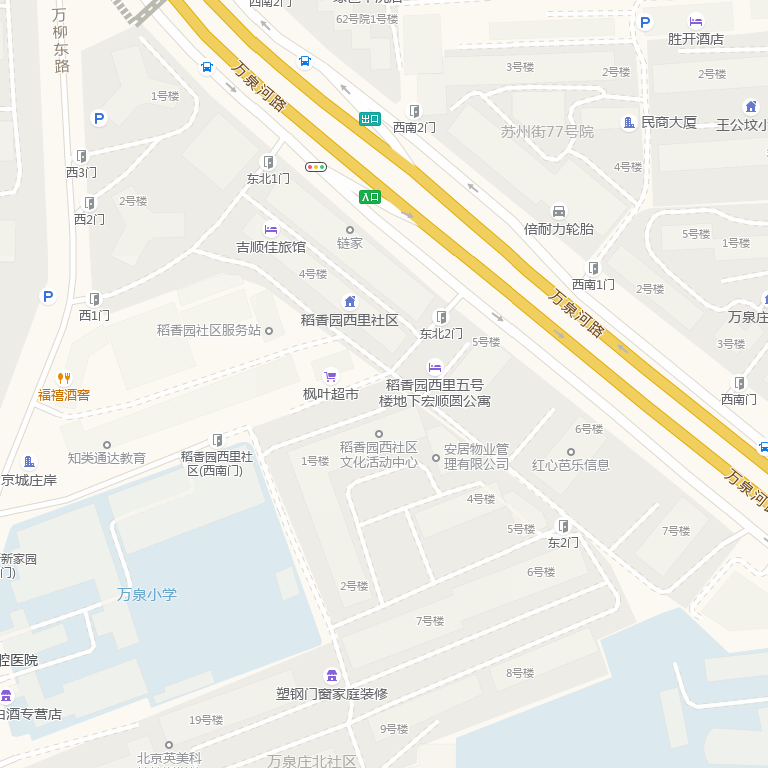 西南2门
62号院1号楼
万柳东路
胜开酒店
3号楼
2号楼
2号楼
1号楼
万泉河路
出口
西南2门
苏州街77号院
民商大厦
王公坟小
西3门
东北1门
4号楼
入口
2号楼
西2门
吉顺佳旅馆
链家
倍耐力轮胎
5号楼
1号楼
4号楼
西南1门
2号楼
西1门
稻香园西里社区
万泉河路
万泉庄
稻香园社区服务站
东北2门
5号楼
3号楼
福禧酒窖
枫叶超市
稻香园西里五号
楼地下宏顺圆公寓
西南门
知类通达教育
稻香园西里社
区(西南门)
1号楼
稻香园西社区
文化活动中心
安居物业管
理有限公司
6号楼
红心芭乐信息
京城庄岸
万泉河路
4号楼
5号楼
东2门
7号楼
新家园
门)
万泉小学
2号楼
6号楼
7号楼
腔医院
塑钢门窗家庭装修
8号楼
白酒专营店
19号楼
9号楼
北京英美科
万泉庄北社区